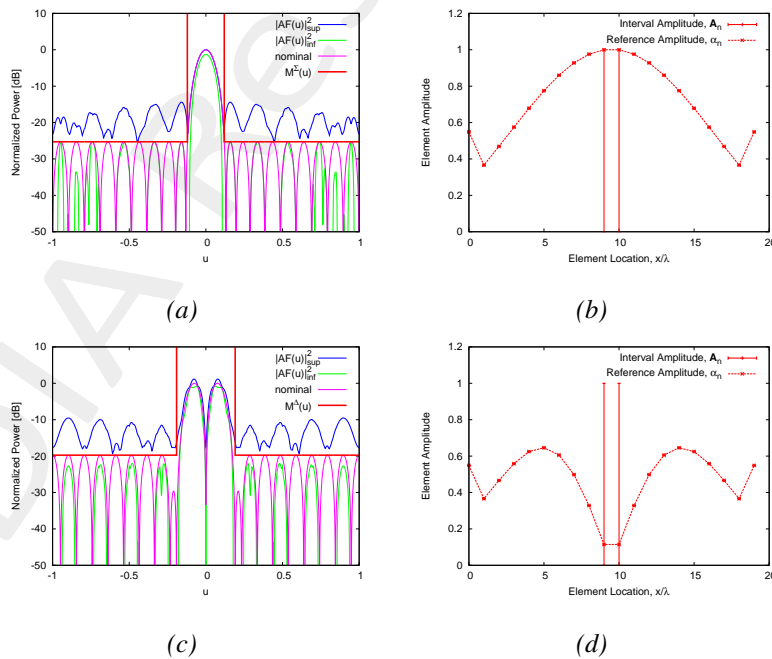 |AF(u)|²sup
|AF(u)|²inf
nominal
M^Σ(u)
Normalized Power [dB]
10
0
-10
-20
-30
-40
-50
-1
-0.5
0
0.5
1
u
(a)
Interval Amplitude, An
Reference Amplitude, αn
Element Amplitude
1.2
1
0.8
0.6
0.4
0.2
0
0
5
10
15
20
Element Location, x/λ
(b)
|AF(u)|²sup
|AF(u)|²inf
nominal
M^Δ(u)
Normalized Power [dB]
10
0
-10
-20
-30
-40
-50
-1
-0.5
0
0.5
1
u
(c)
Interval Amplitude, An
Reference Amplitude, αn
Element Amplitude
1.2
1
0.8
0.6
0.4
0.2
0
0
5
10
15
20
Element Location, x/λ
(d)
DIA Res